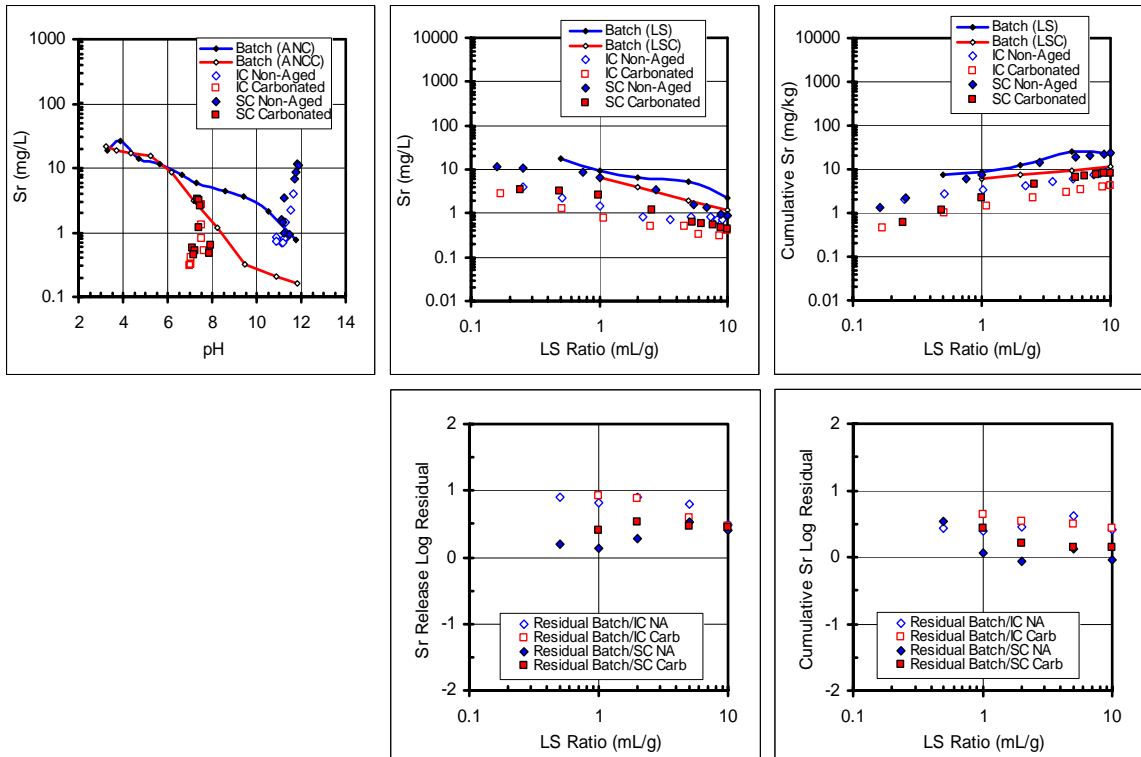 1000
100
10
1
0.1
Sr (mg/L)
Batch (ANC)
Batch (ANCC)
IC Non-Aged
IC Carbonated
SC Non-Aged
SC Carbonated
2 4 6 8 10 12 14
pH
10000
1000
100
10
1
0.1
0.01
Sr (mg/L)
Batch (LS)
Batch (LSC)
IC Non-Aged
IC Carbonated
SC Non-Aged
SC Carbonated
0.1 1 10
LS Ratio (mL/g)
10000
1000
100
10
1
0.1
0.01
Cumulative Sr (mg/kg)
Batch (LS)
Batch (LSC)
IC Non-Aged
IC Carbonated
SC Non-Aged
SC Carbonated
0.1 1 10
LS Ratio (mL/g)
2
1
0
-1
-2
Sr Release Log Residual
Residual Batch/IC NA
Residual Batch/IC Carb
Residual Batch/SC NA
Residual Batch/SC Carb
0.1 1 10
LS Ratio (mL/g)
2
1
0
-1
-2
Cumulative Sr Log Residual
Residual Batch/IC NA
Residual Batch/IC Carb
Residual Batch/SC NA
Residual Batch/SC Carb
0.1 1 10
LS Ratio (mL/g)